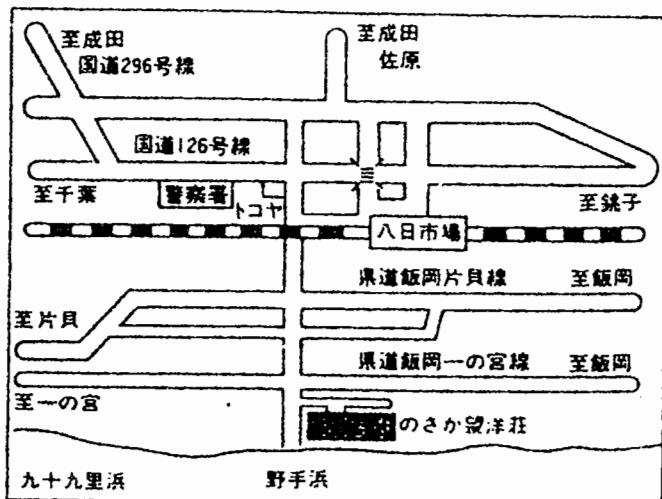 至成田
国道296号線
至成田
佐原
国道126号線
至千葉
警察署
トコヤ
至銚子
八日市場
県道飯岡片貝線
至飯岡
至片貝
県道飯岡一の宮線
至飯岡
至一の宮
のさか望洋荘
九十九里浜
野手浜